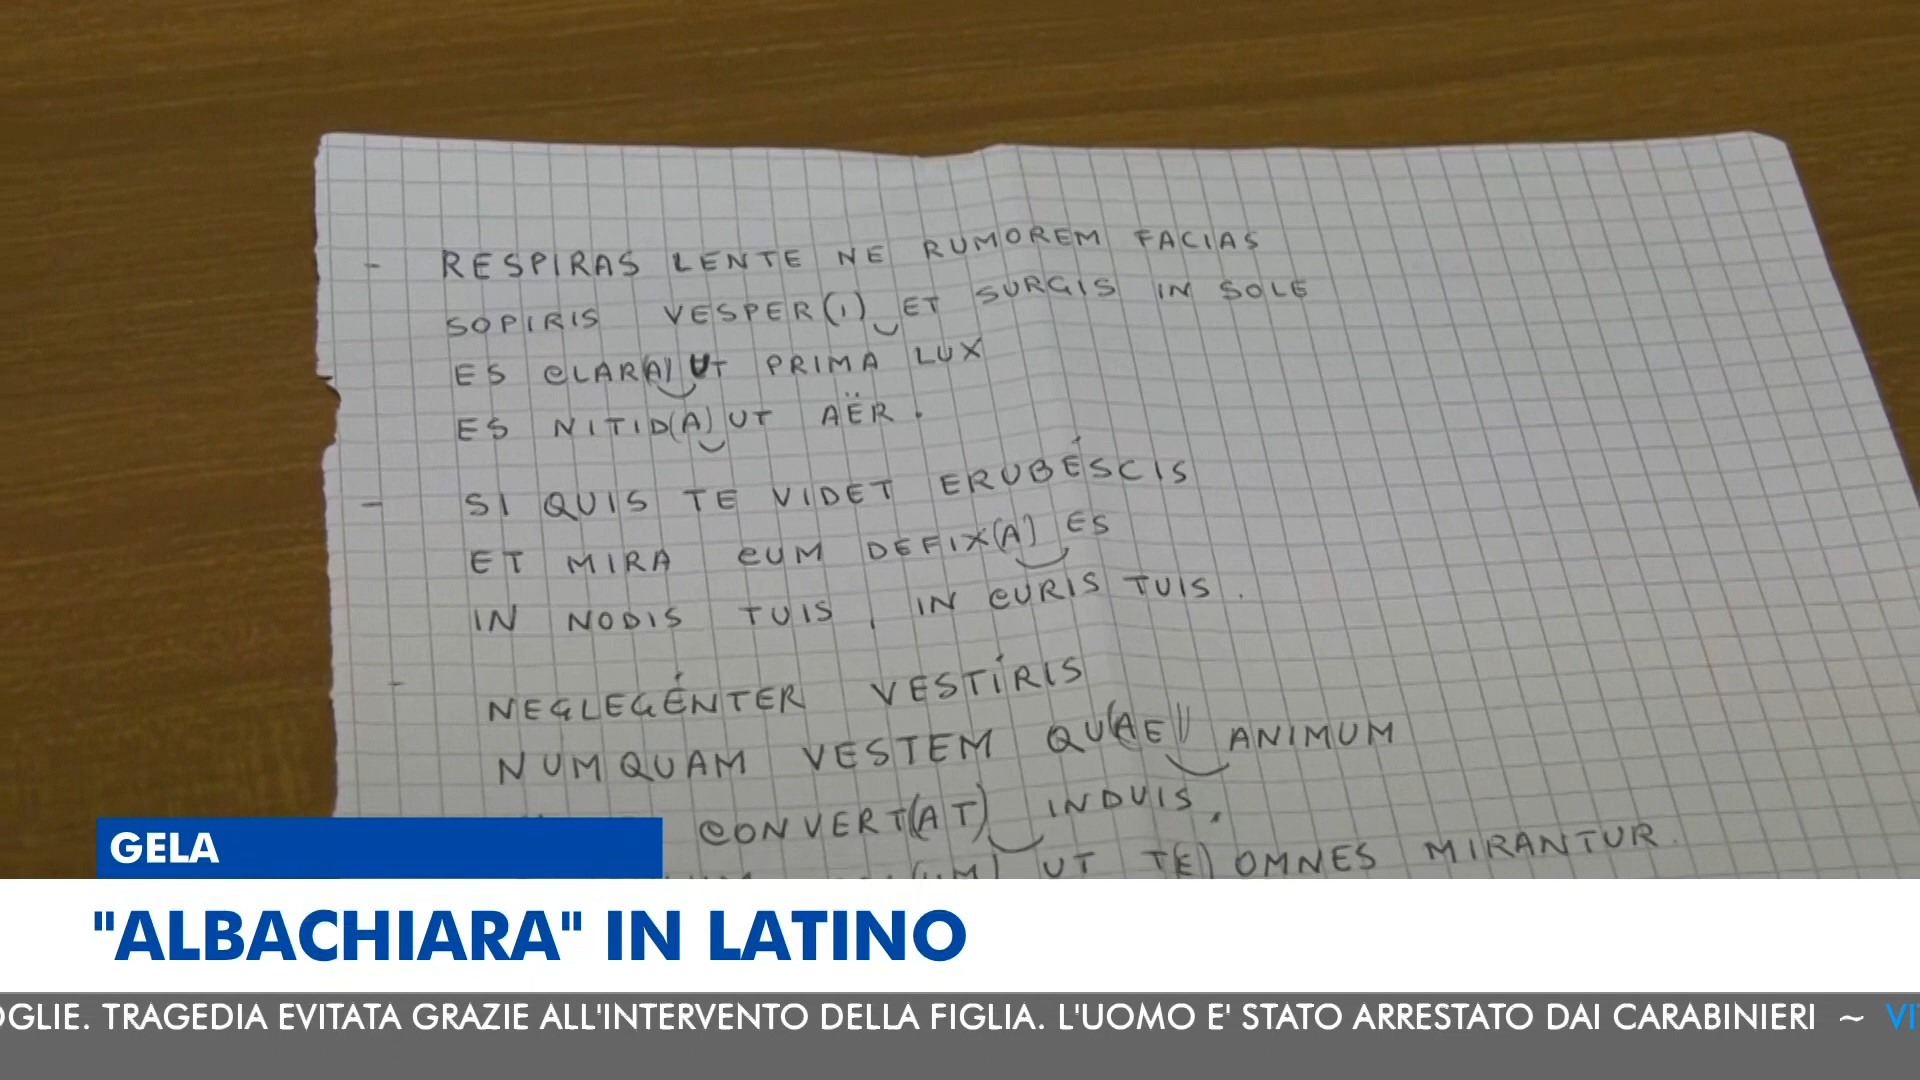 - RESPIRAS LENTE NE RUMOREM FACIAS
SOPIRIS VESPER(I) ET SURGIS IN SOLE
ES CLAR(A) UT PRIMA LUX
ES NITID(A) UT AËR.
- SI QUIS TE VIDET ERUBÉSCIS
ET MIRA CUM DEFIX(A) ES
IN NODIS TUIS, IN CURIS TUIS.
- NEGLEGÉNTER VESTÍRIS
NUMQUAM VESTEM QU(AE) ANIMUM
CONVERT(AT) INDUIS,
UT TE) OMNES MIRANTUR.
GELA
"ALBACHIARA" IN LATINO
OGLIE. TRAGEDIA EVITATA GRAZIE ALL'INTERVENTO DELLA FIGLIA. L'UOMO E' STATO ARRESTATO DAI CARABINIERI ~ VI